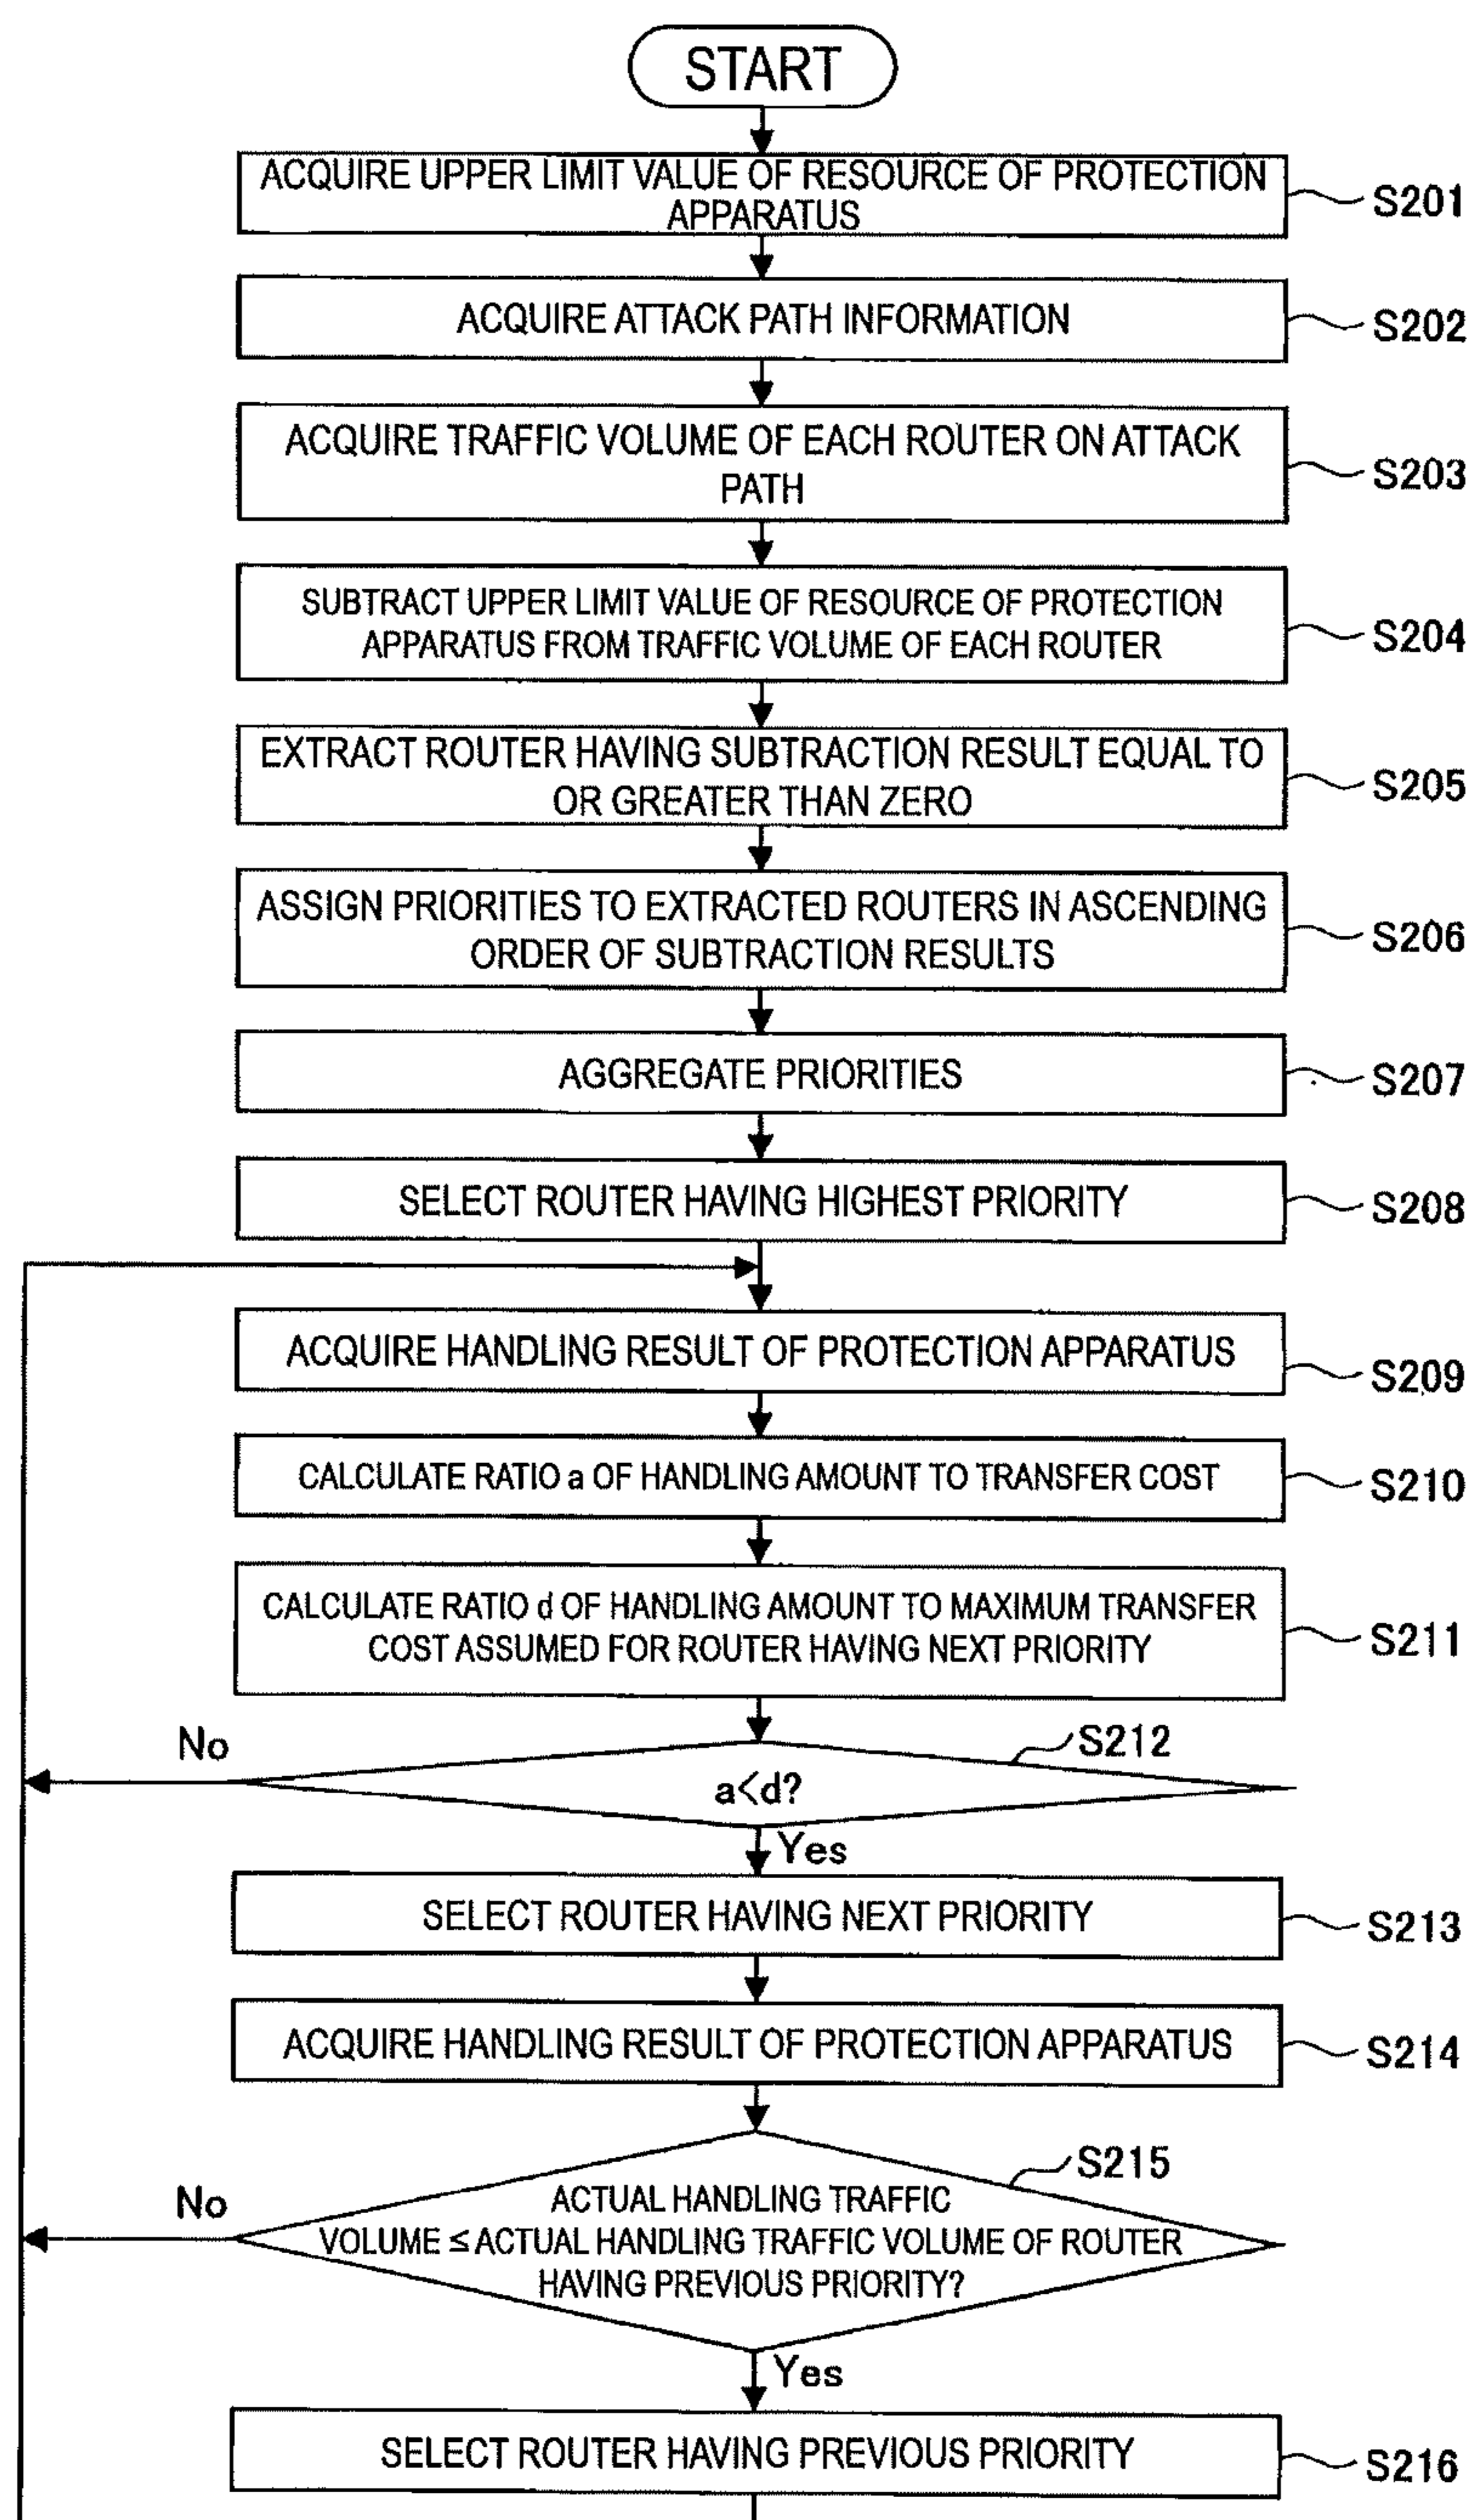 START
ACQUIRE UPPER LIMIT VALUE OF RESOURCE OF PROTECTION
APPARATUS
S201
ACQUIRE ATTACK PATH INFORMATION
S202
ACQUIRE TRAFFIC VOLUME OF EACH ROUTER ON ATTACK
PATH
S203
SUBTRACT UPPER LIMIT VALUE OF RESOURCE OF PROTECTION
APPARATUS FROM TRAFFIC VOLUME OF EACH ROUTER
S204
EXTRACT ROUTER HAVING SUBTRACTION RESULT EQUAL TO
OR GREATER THAN ZERO
S205
ASSIGN PRIORITIES TO EXTRACTED ROUTERS IN ASCENDING
ORDER OF SUBTRACTION RESULTS
S206
AGGREGATE PRIORITIES
S207
SELECT ROUTER HAVING HIGHEST PRIORITY
S208
ACQUIRE HANDLING RESULT OF PROTECTION APPARATUS
S209
CALCULATE RATIO a OF HANDLING AMOUNT TO TRANSFER COST
S210
CALCULATE RATIO d OF HANDLING AMOUNT TO MAXIMUM TRANSFER
COST ASSUMED FOR ROUTER HAVING NEXT PRIORITY
S211
No
S212
a<d?
Yes
SELECT ROUTER HAVING NEXT PRIORITY
S213
ACQUIRE HANDLING RESULT OF PROTECTION APPARATUS
S214
No
S215
ACTUAL HANDLING TRAFFIC
VOLUME ≤ ACTUAL HANDLING TRAFFIC VOLUME OF ROUTER
HAVING PREVIOUS PRIORITY?
Yes
SELECT ROUTER HAVING PREVIOUS PRIORITY
S216